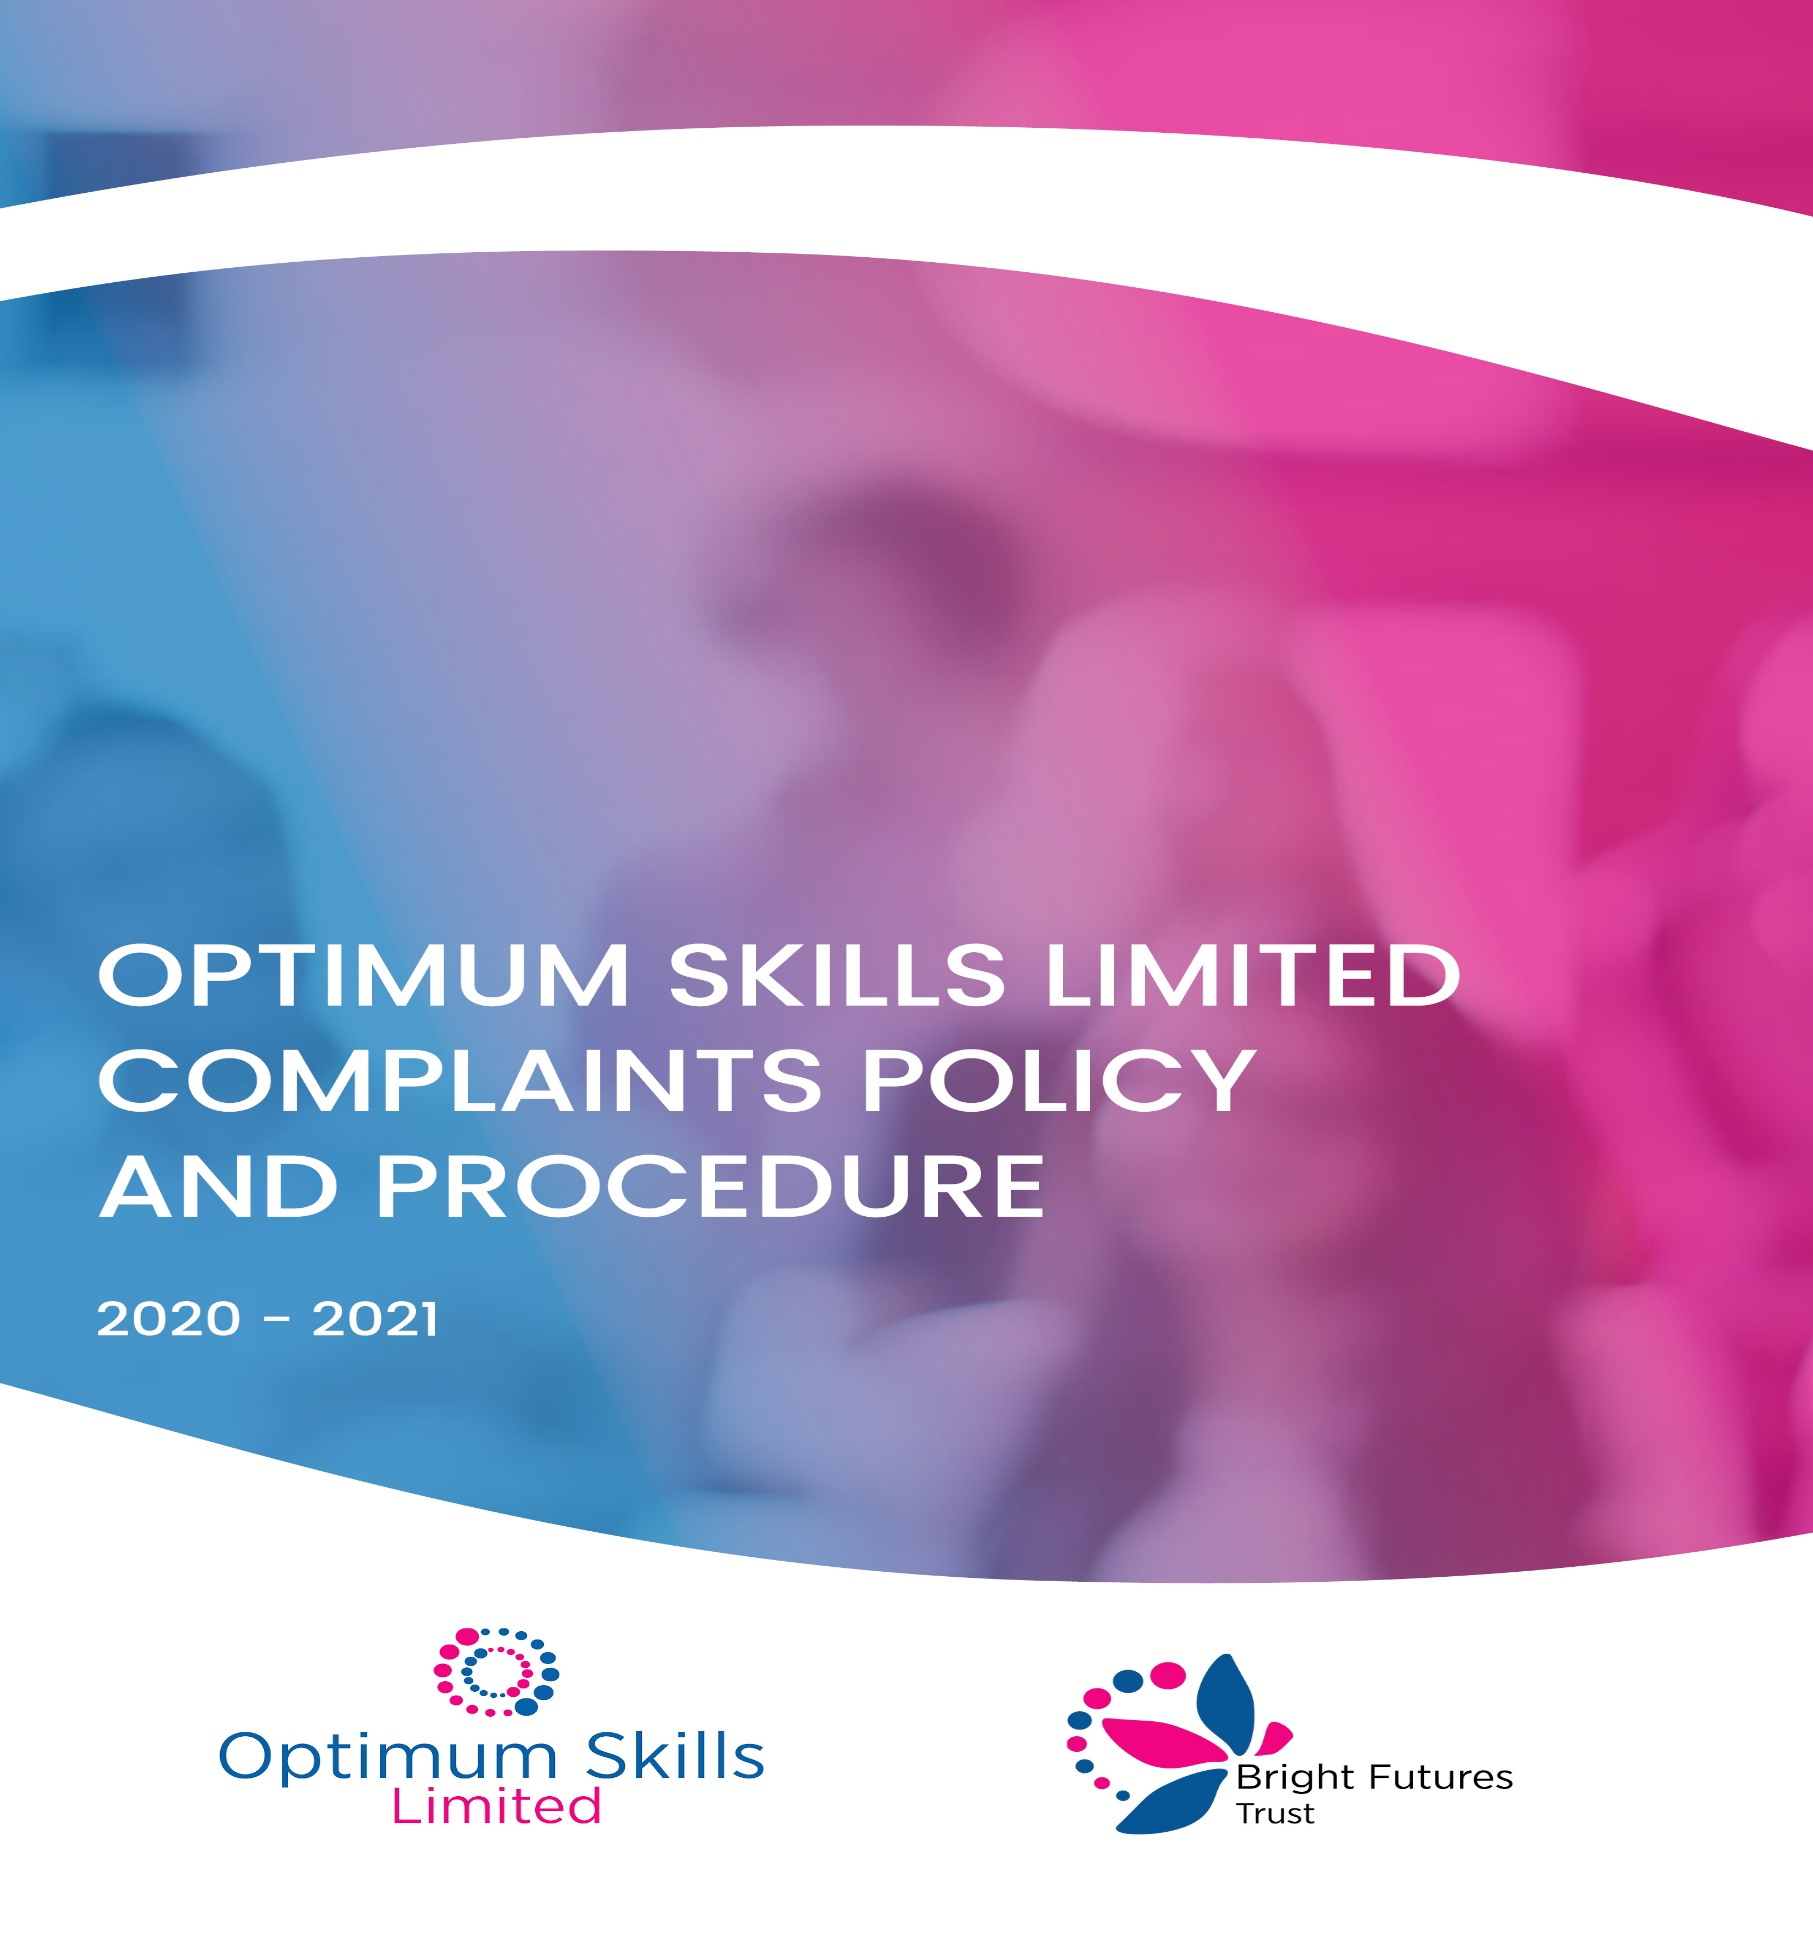 OPTIMUM SKILLS LIMITED
COMPLAINTS POLICY
AND PROCEDURE
2020 – 2021
Optimum Skills
Limited
Bright Futures
Trust